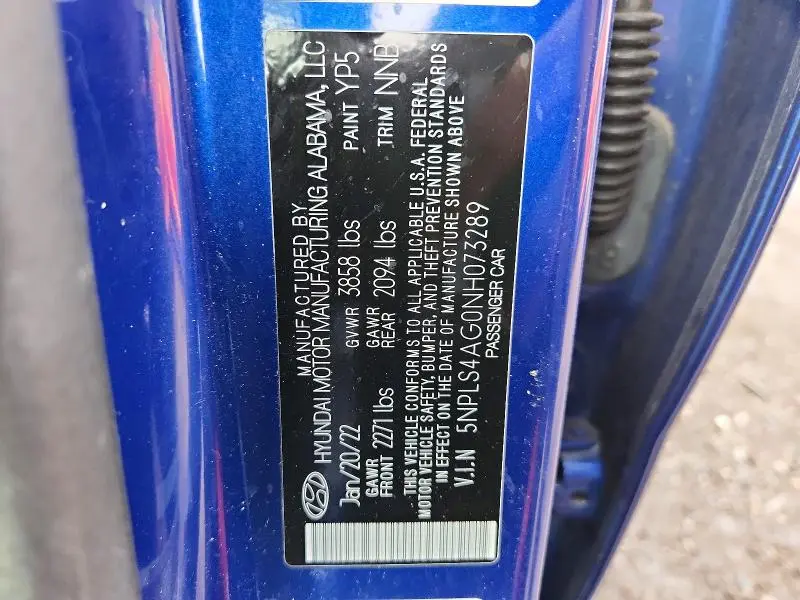 MANUFACTURED BY
HYUNDAI MOTOR MANUFACTURING ALABAMA, LLC
Jan/20/22 GVWR 3858 lbs PAINT YP5
GAWR FRONT 2271 lbs GAWR REAR 2094 lbs TRIM NNB
THIS VEHICLE CONFORMS TO ALL APPLICABLE U.S.A. FEDERAL
MOTOR VEHICLE SAFETY, BUMPER, AND THEFT PREVENTION STANDARDS
IN EFFECT ON THE DATE OF MANUFACTURE SHOWN ABOVE
V.I.N 5NPLS4AG0NH073289
PASSENGER CAR